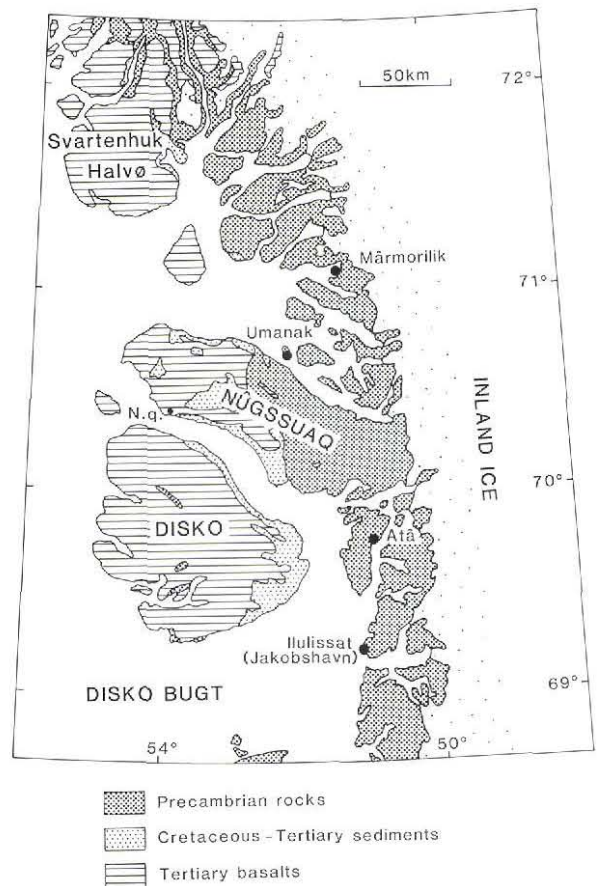 50km
72°
Svartenhuk
Halvø
Mârmorilik
71°
Umanak
NÛGSSUAQ
N.q.
INLAND ICE
70°
DISKO
Atâ
Ilulissat
(Jakobshavn)
69°
DISKO BUGT
54°
50°
Precambrian rocks
Cretaceous - Tertiary sediments
Tertiary basalts